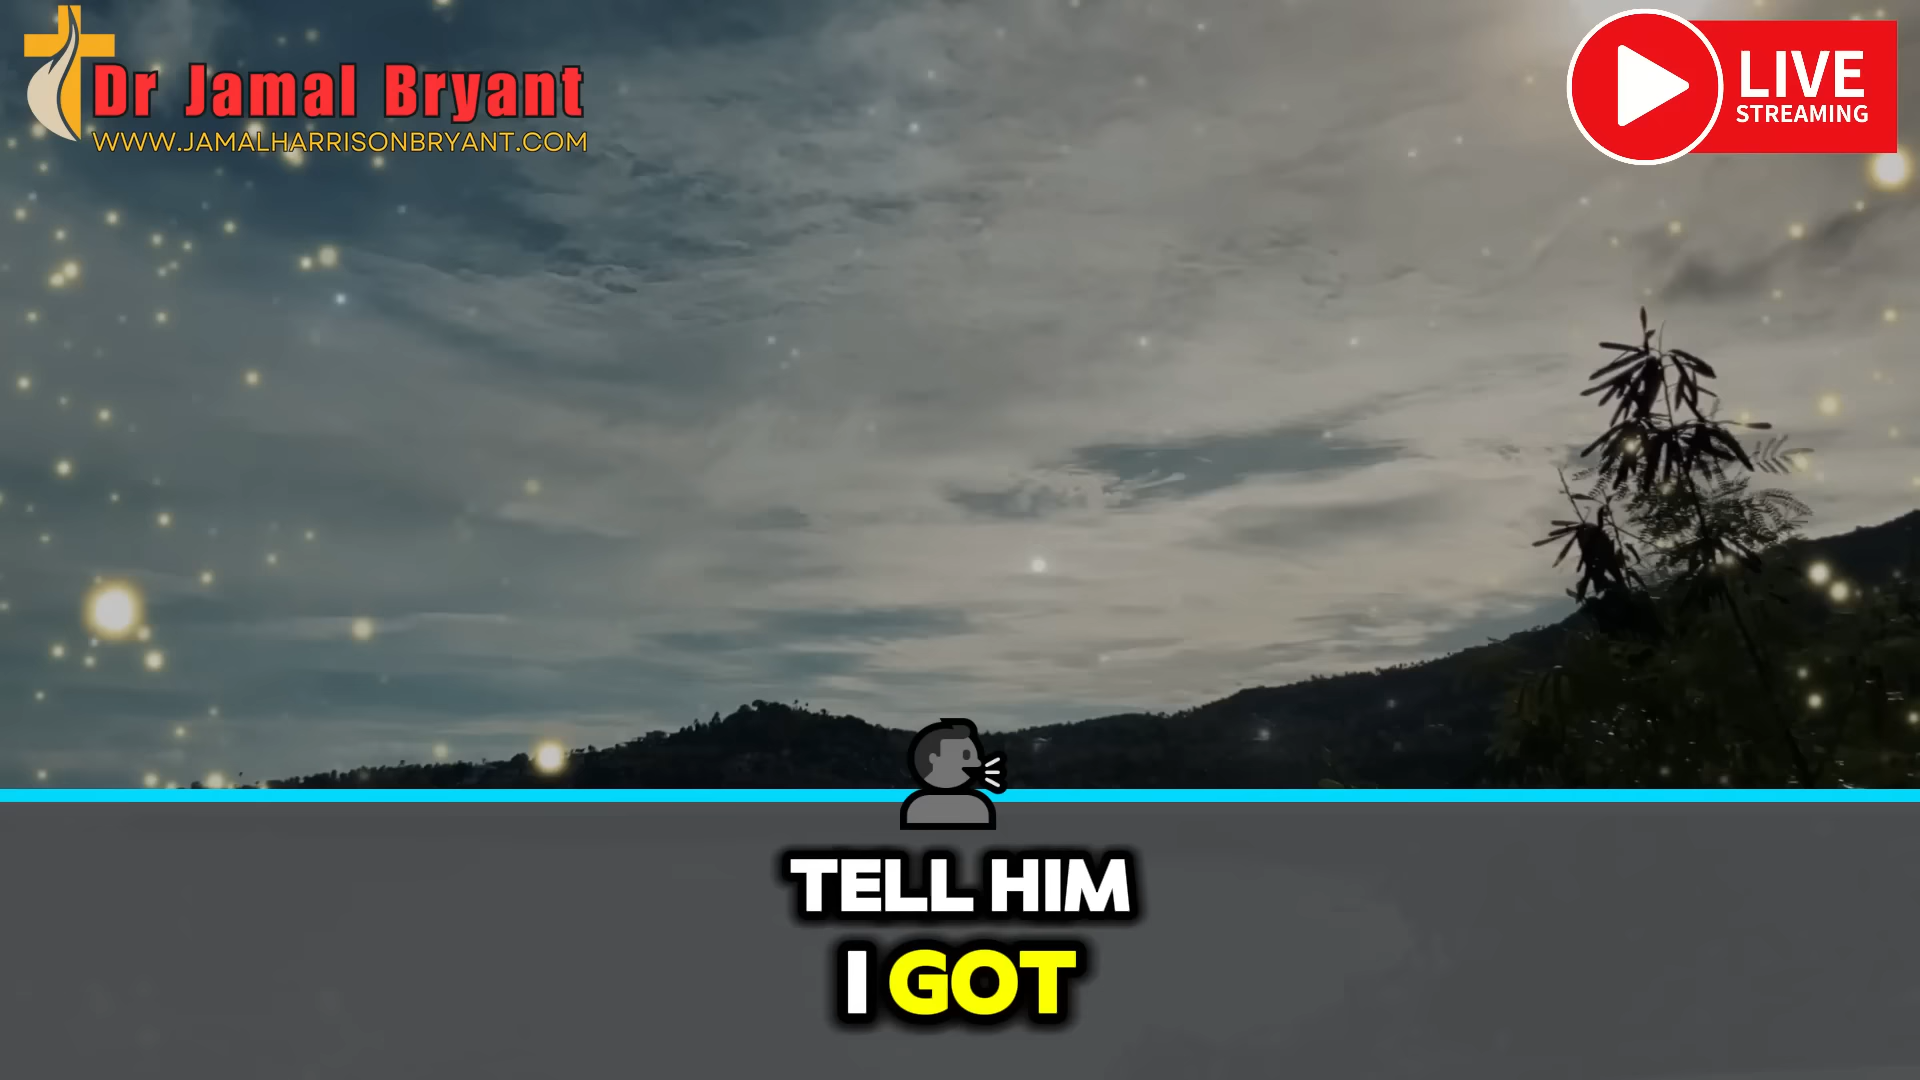 Dr Jamal Bryant
WWW.JAMALHARRISONBRYANT.COM
LIVE
STREAMING
TELL HIM
I GOT